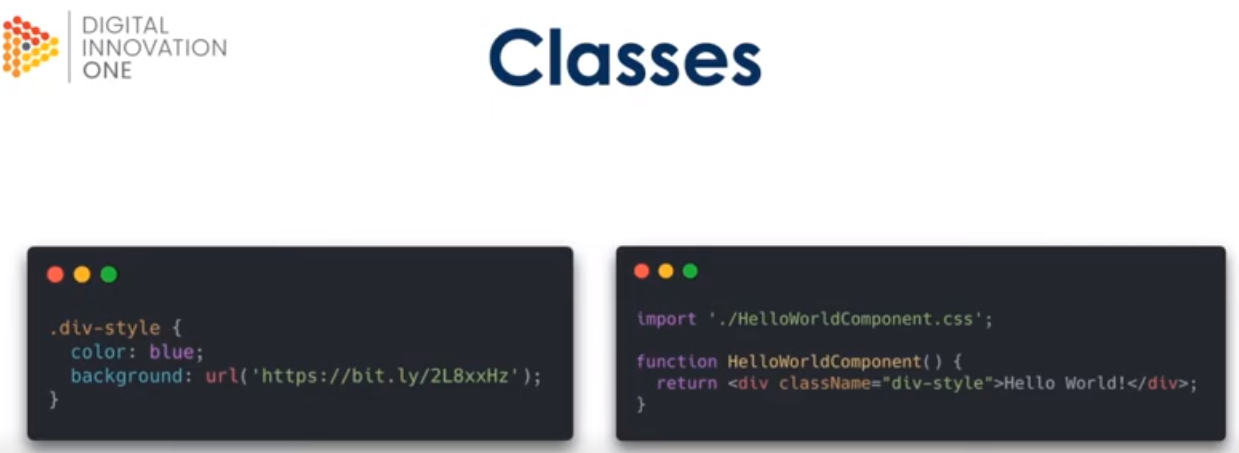 DIGITAL
INNOVATION
ONE
Classes
.div-style {
  color: blue;
  background: url('https://bit.ly/2L8xxHz');
}
import './HelloWorldComponent.css';
function HelloWorldComponent() {
  return <div className="div-style">Hello World!</div>;
}